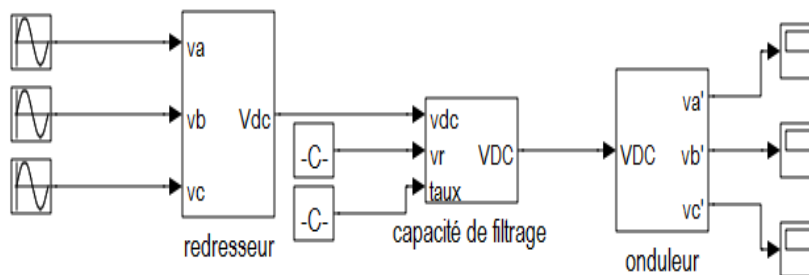 va
vb
vc
Vdc
redresseur
-C-
-C-
vdc
vr
taux
VDC
capacité de filtrage
VDC
va'
vb'
vc'
onduleur